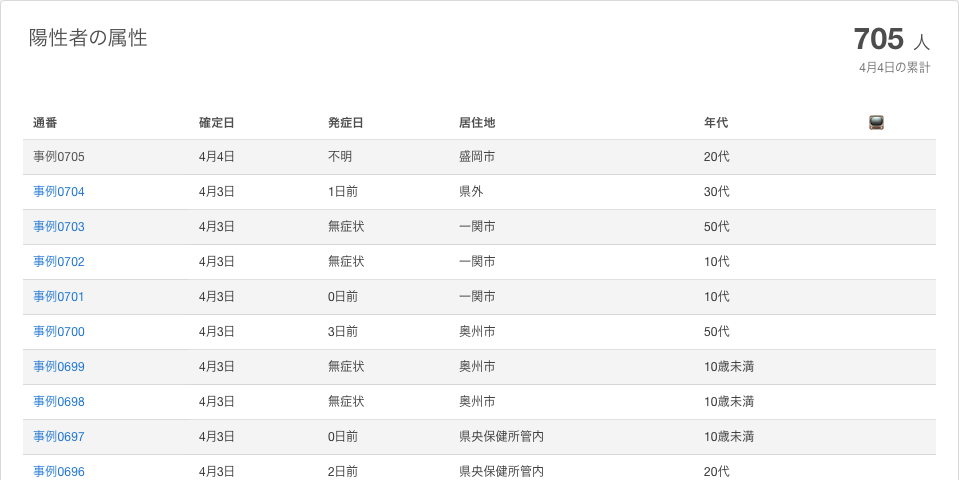 陽性者の属性
705 人
4月4日の累計
通番 確定日 発症日 居住地 年代
事例0705 4月4日 不明 盛岡市 20代
事例0704 4月3日 1日前 県外 30代
事例0703 4月3日 無症状 一関市 50代
事例0702 4月3日 無症状 一関市 10代
事例0701 4月3日 0日前 一関市 10代
事例0700 4月3日 3日前 奥州市 50代
事例0699 4月3日 無症状 奥州市 10歳未満
事例0698 4月3日 無症状 奥州市 10歳未満
事例0697 4月3日 0日前 県央保健所管内 10歳未満
事例0696 4月3日 2日前 県央保健所管内 20代